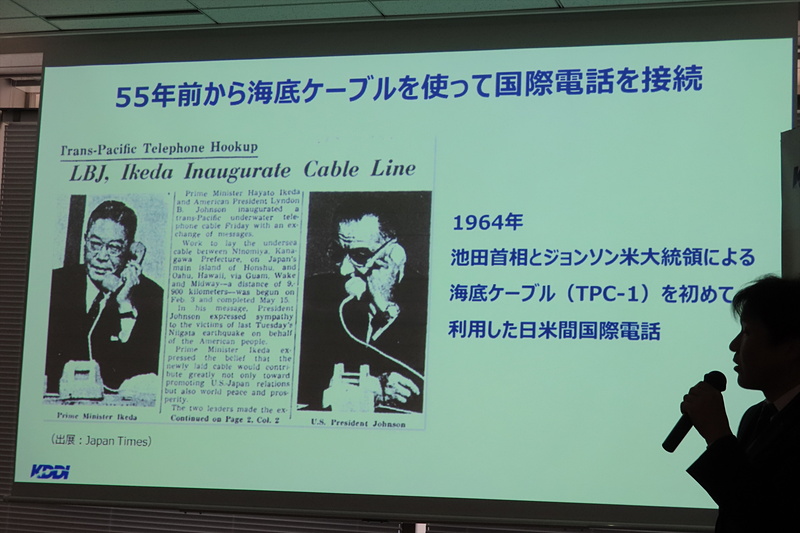 55年前から海底ケーブルを使って国際電話を接続
Trans-Pacific Telephone Hookup
LBJ, Ikeda Inaugurate Cable Line
Prime Minister Hayato Ikeda
and American President Lyndon
B. Johnson inaugurated a
trans-Pacific underwater tele-
phone cable Friday with an ex-
change of messages.
Work to lay the undersea
cable between Ninomiya, Kana-
gawa Prefecture, on Japan's
main island of Honshu, and
Oahu, Hawaii, via Guam, Wake
and Midway—a distance of 9,-
900 kilometers—was begun on
Feb. 3 and completed May 15.
In his message, President
Johnson expressed sympathy
to the victims of last Tuesday's
Niigata earthquake on behalf
of the American people.
Prime Minister Ikeda ex-
pressed the belief that the
newly laid cable would contri-
bute greatly not only toward
promoting U.S-Japan relations
but also world peace and pros-
perity.
The two leaders made the ex-
Continued on Page 2, Col. 2
Prime Minister Ikeda
U.S. President Johnson
(出展：Japan Times)
1964年
池田首相とジョンソン米大統領による
海底ケーブル（TPC-1）を初めて
利用した日米間国際電話
KDDI